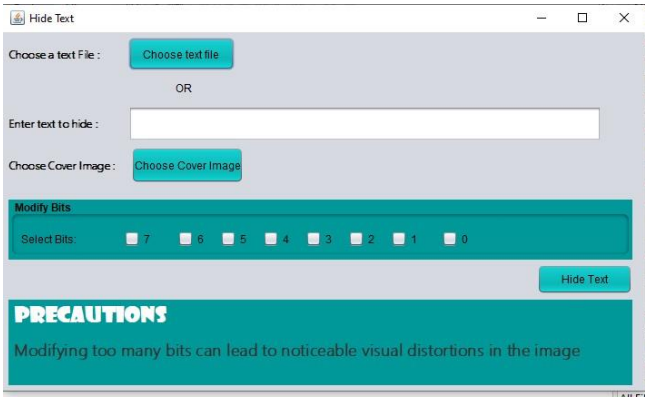 Hide Text
Choose a text File :
Choose text file
OR
Enter text to hide :
Choose Cover Image :
Choose Cover Image
Modify Bits
Select Bits: 7 6 5 4 3 2 1 0
Hide Text
PRECAUTIONS
Modifying too many bits can lead to noticeable visual distortions in the image